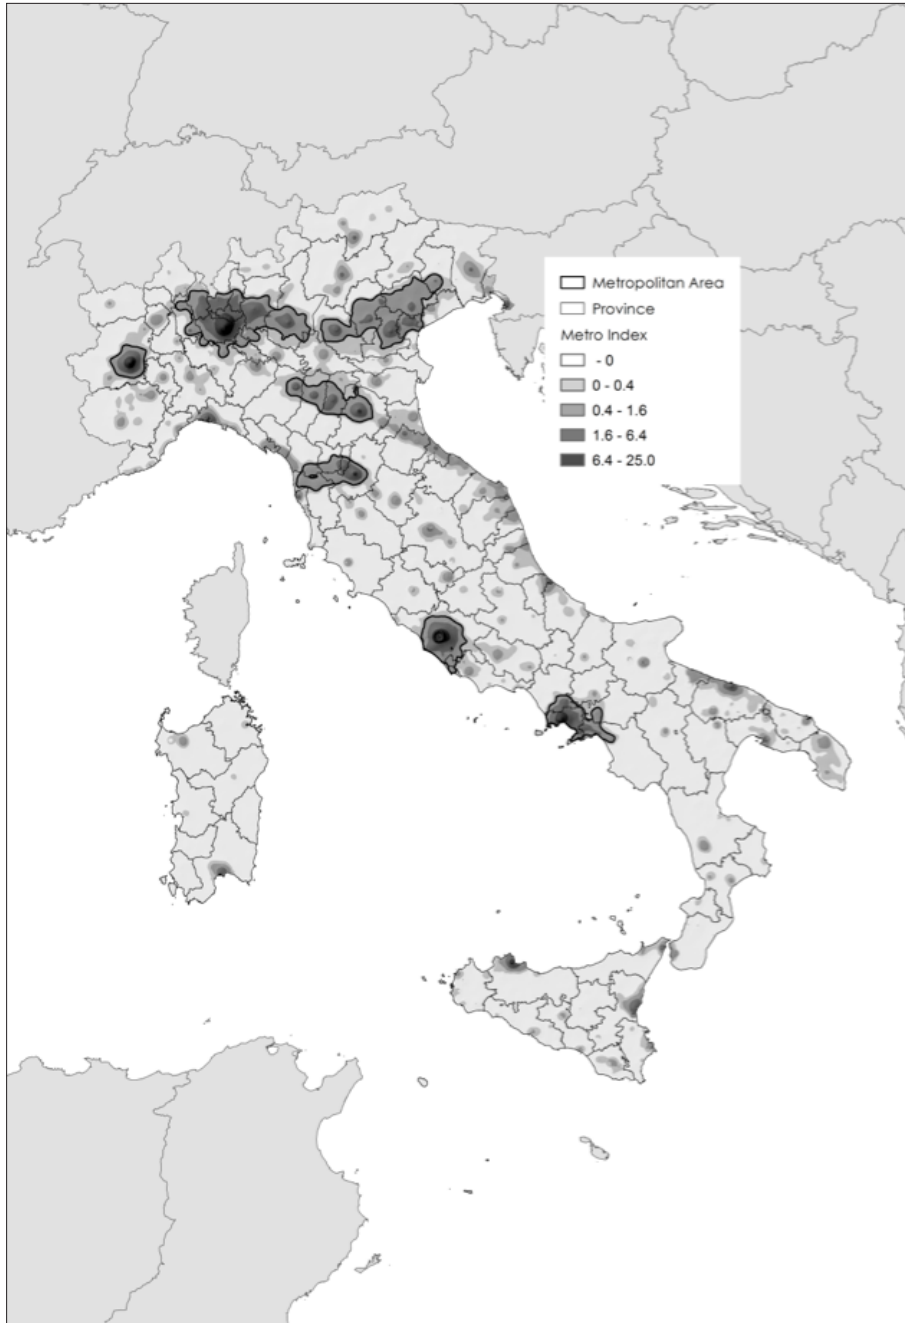 Metropolitan Area
Province
Metro Index
- 0
0 - 0.4
0.4 - 1.6
1.6 - 6.4
6.4 - 25.0